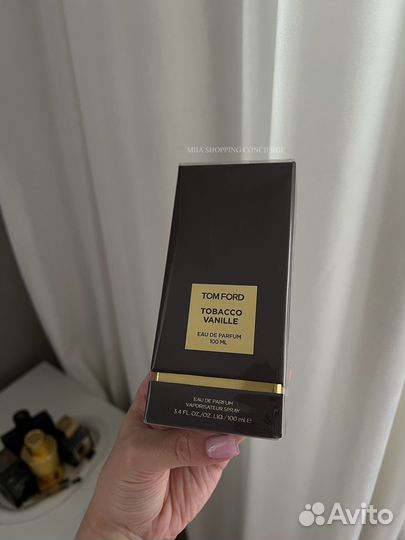 MIIA SHOPPING CONCIERGE
TOM FORD
TOBACCO
VANILLE
EAU DE PARFUM
100 ML
EAU DE PARFUM
VAPORISATEUR SPRAY
3.4 FL.OZ./OZ. LIQ./100 ml ℮
Avito